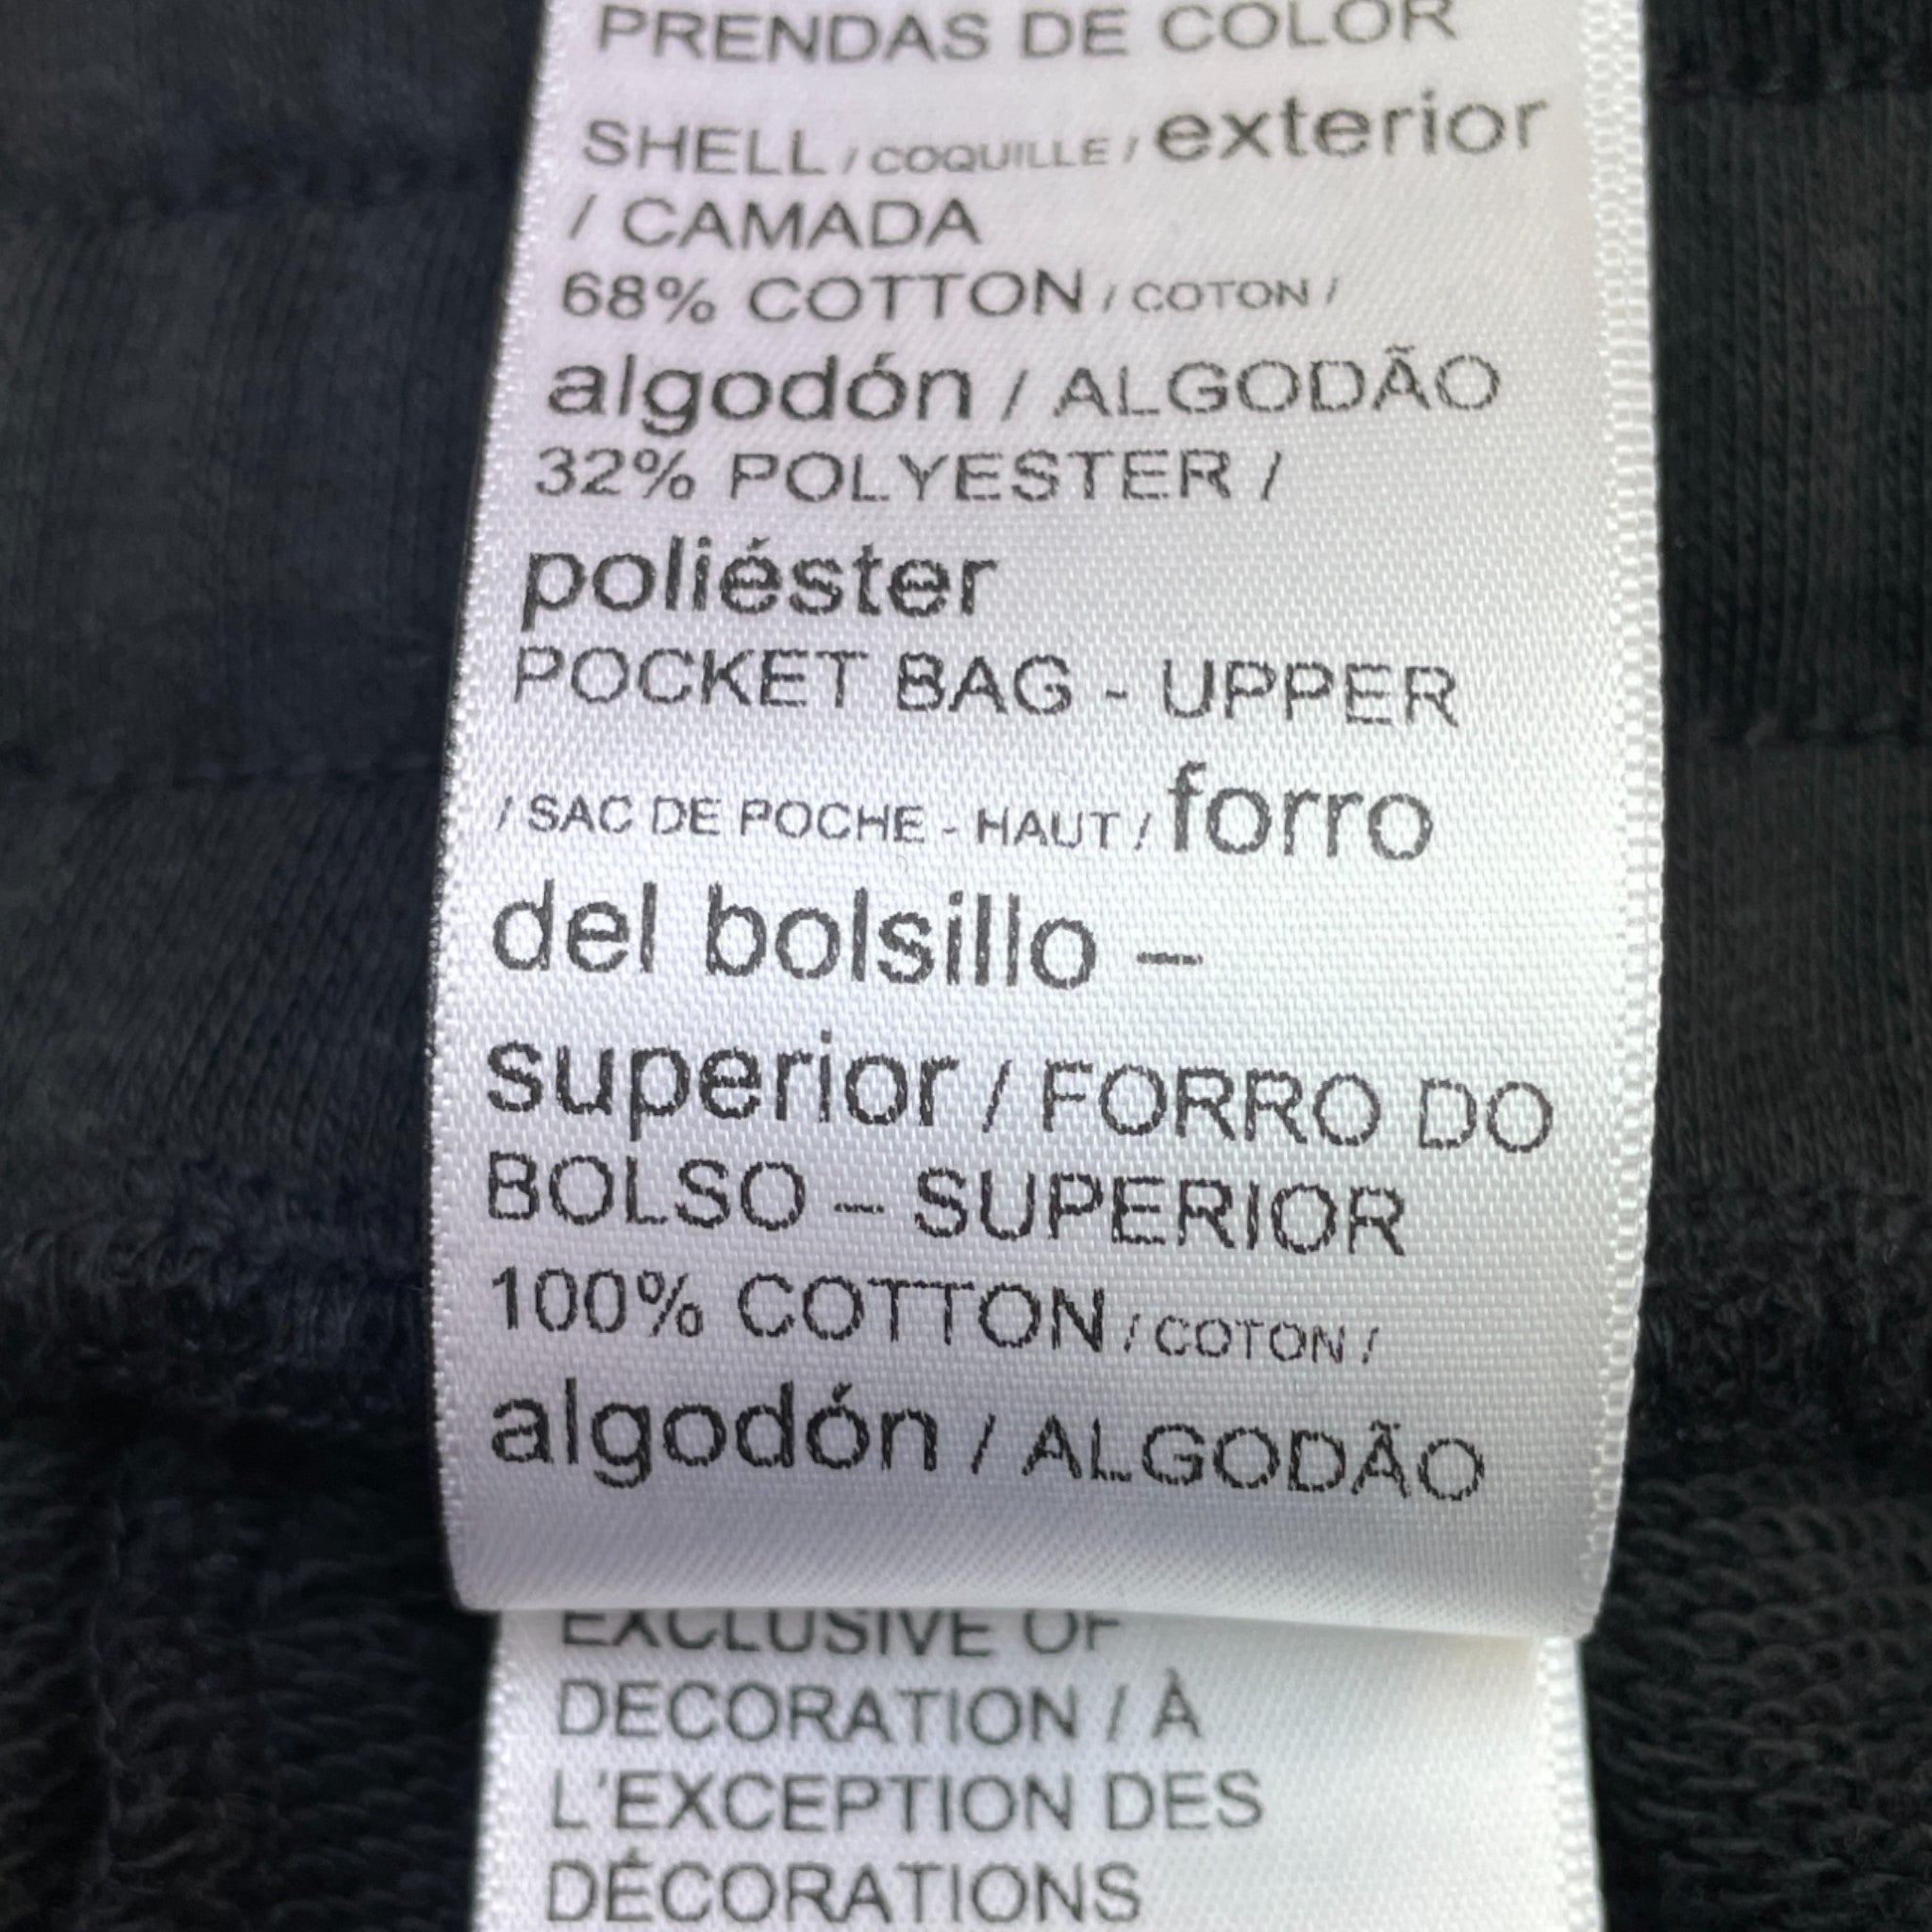 PRENDAS DE COLOR
SHELL / COQUILLE / exterior
/ CAMADA
68% COTTON / COTON /
algodón / ALGODÃO
32% POLYESTER /
poliéster
POCKET BAG - UPPER
/ SAC DE POCHE - HAUT / forro
del bolsillo –
superior / FORRO DO
BOLSO – SUPERIOR
100% COTTON / COTON /
algodón / ALGODÃO
EXCLUSIVE OF
DECORATION / À
L'EXCEPTION DES
DÉCORATIONS